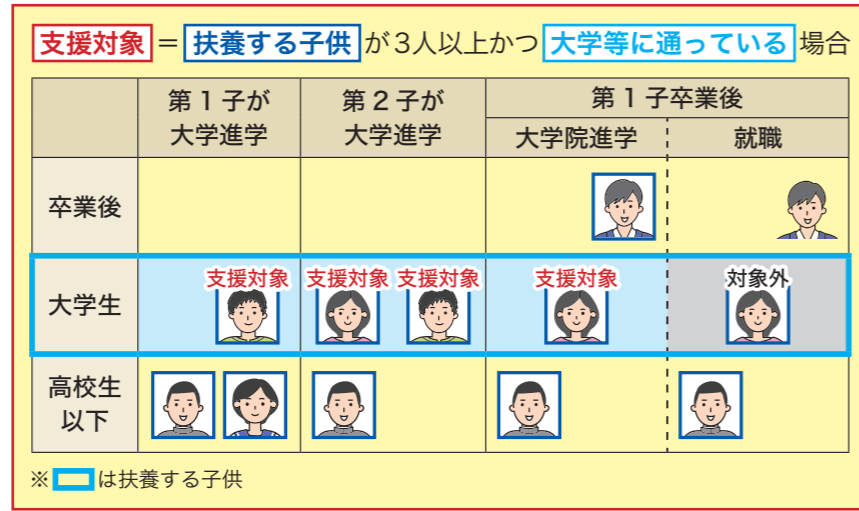 支援対象＝扶養する子供が3人以上かつ大学等に通っている場合
第1子が大学進学
第2子が大学進学
第1子卒業後
大学院進学
就職
卒業後
大学生
支援対象
支援対象
支援対象
支援対象
対象外
高校生以下
※は扶養する子供